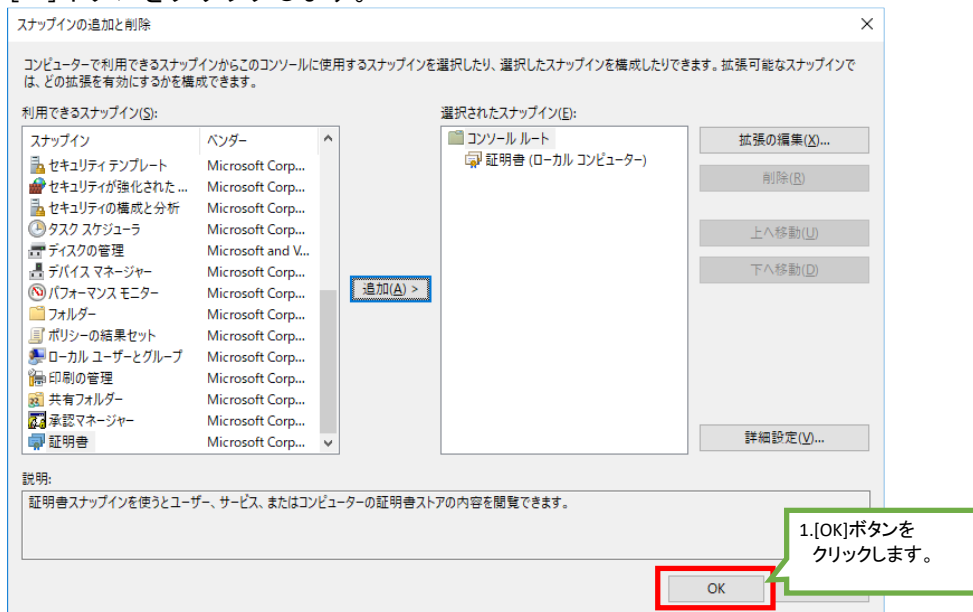 スナップインの追加と削除
コンピューターで利用できるスナップインからこのコンソールに使用するスナップインを選択したり、選択したスナップインを構成したりできます。拡張可能なスナップインで
は、どの拡張を有効にするかを構成できます。
利用できるスナップイン(S):
スナップイン ベンダー
セキュリティ テンプレート Microsoft Corp...
セキュリティが強化された ... Microsoft Corp...
セキュリティの構成と分析 Microsoft Corp...
タスク スケジューラ Microsoft Corp...
ディスクの管理 Microsoft and V...
デバイス マネージャー Microsoft Corp...
パフォーマンス モニター Microsoft Corp...
フォルダー Microsoft Corp...
ポリシーの結果セット Microsoft Corp...
ローカル ユーザーとグループ Microsoft Corp...
印刷の管理 Microsoft Corp...
共有フォルダー Microsoft Corp...
承認マネージャー Microsoft Corp...
証明書 Microsoft Corp...
追加(A) >
選択されたスナップイン(E):
コンソール ルート
証明書 (ローカル コンピューター)
拡張の編集(X)...
削除(R)
上へ移動(U)
下へ移動(D)
詳細設定(V)...
説明:
証明書スナップインを使うとユーザー、サービス、またはコンピューターの証明書ストアの内容を閲覧できます。
1.[OK]ボタンを
クリックします。
OK